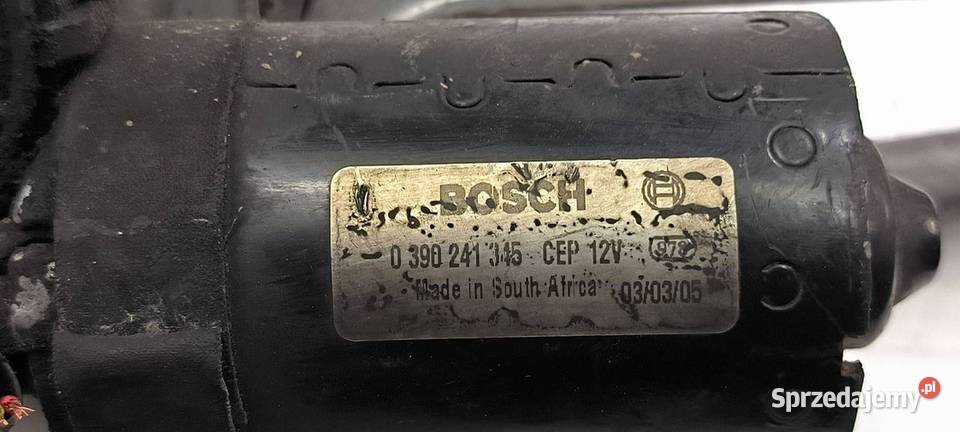 BOSCH
0 390 241 345 CEP 12V 978
Made in South Africa 03/03/05
Sprzedajemy.pl